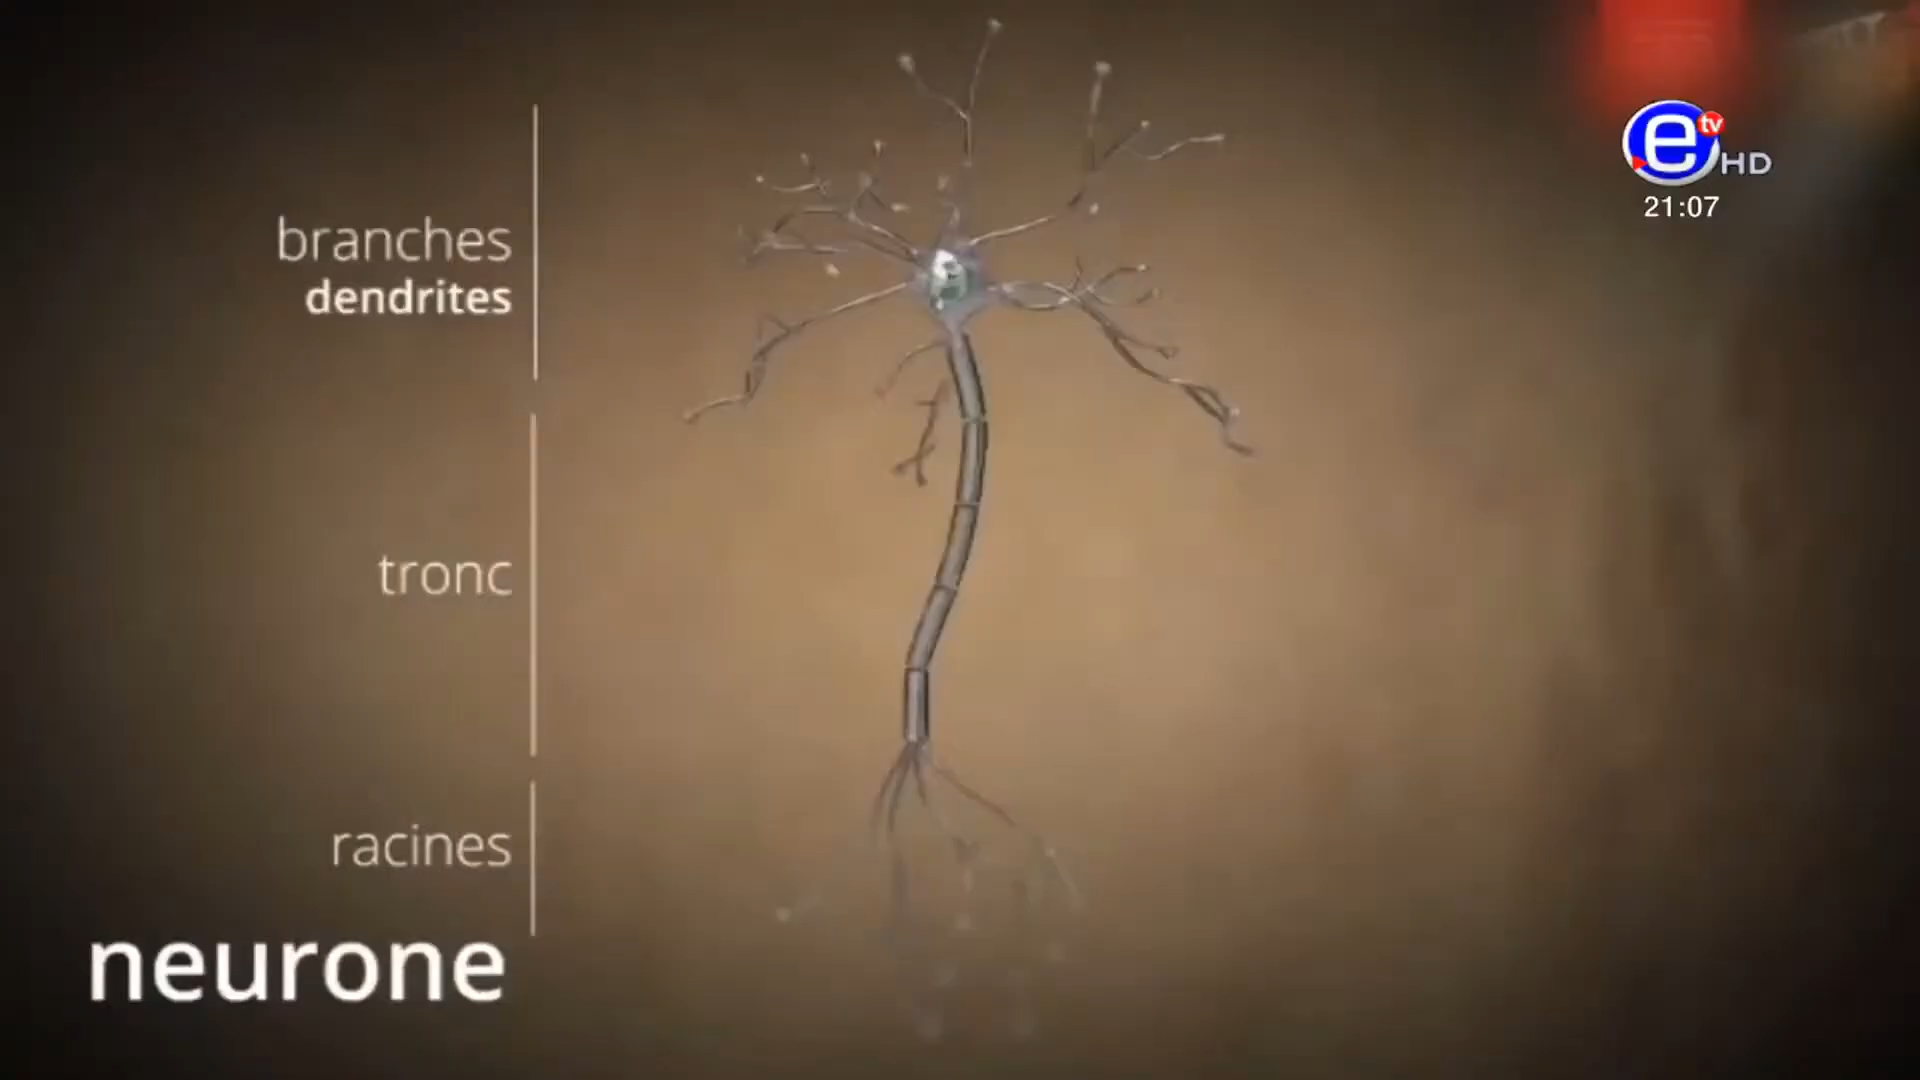 branches
dendrites
tronc
racines
neurone
e tv HD
21:07